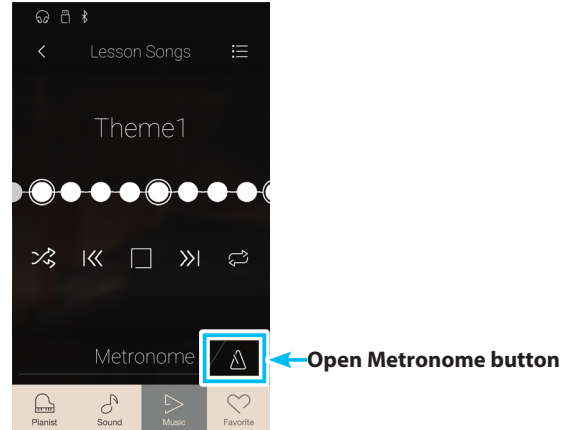 Lesson Songs
Theme1
Metronome
Open Metronome button
Pianist
Sound
Music
Favorite